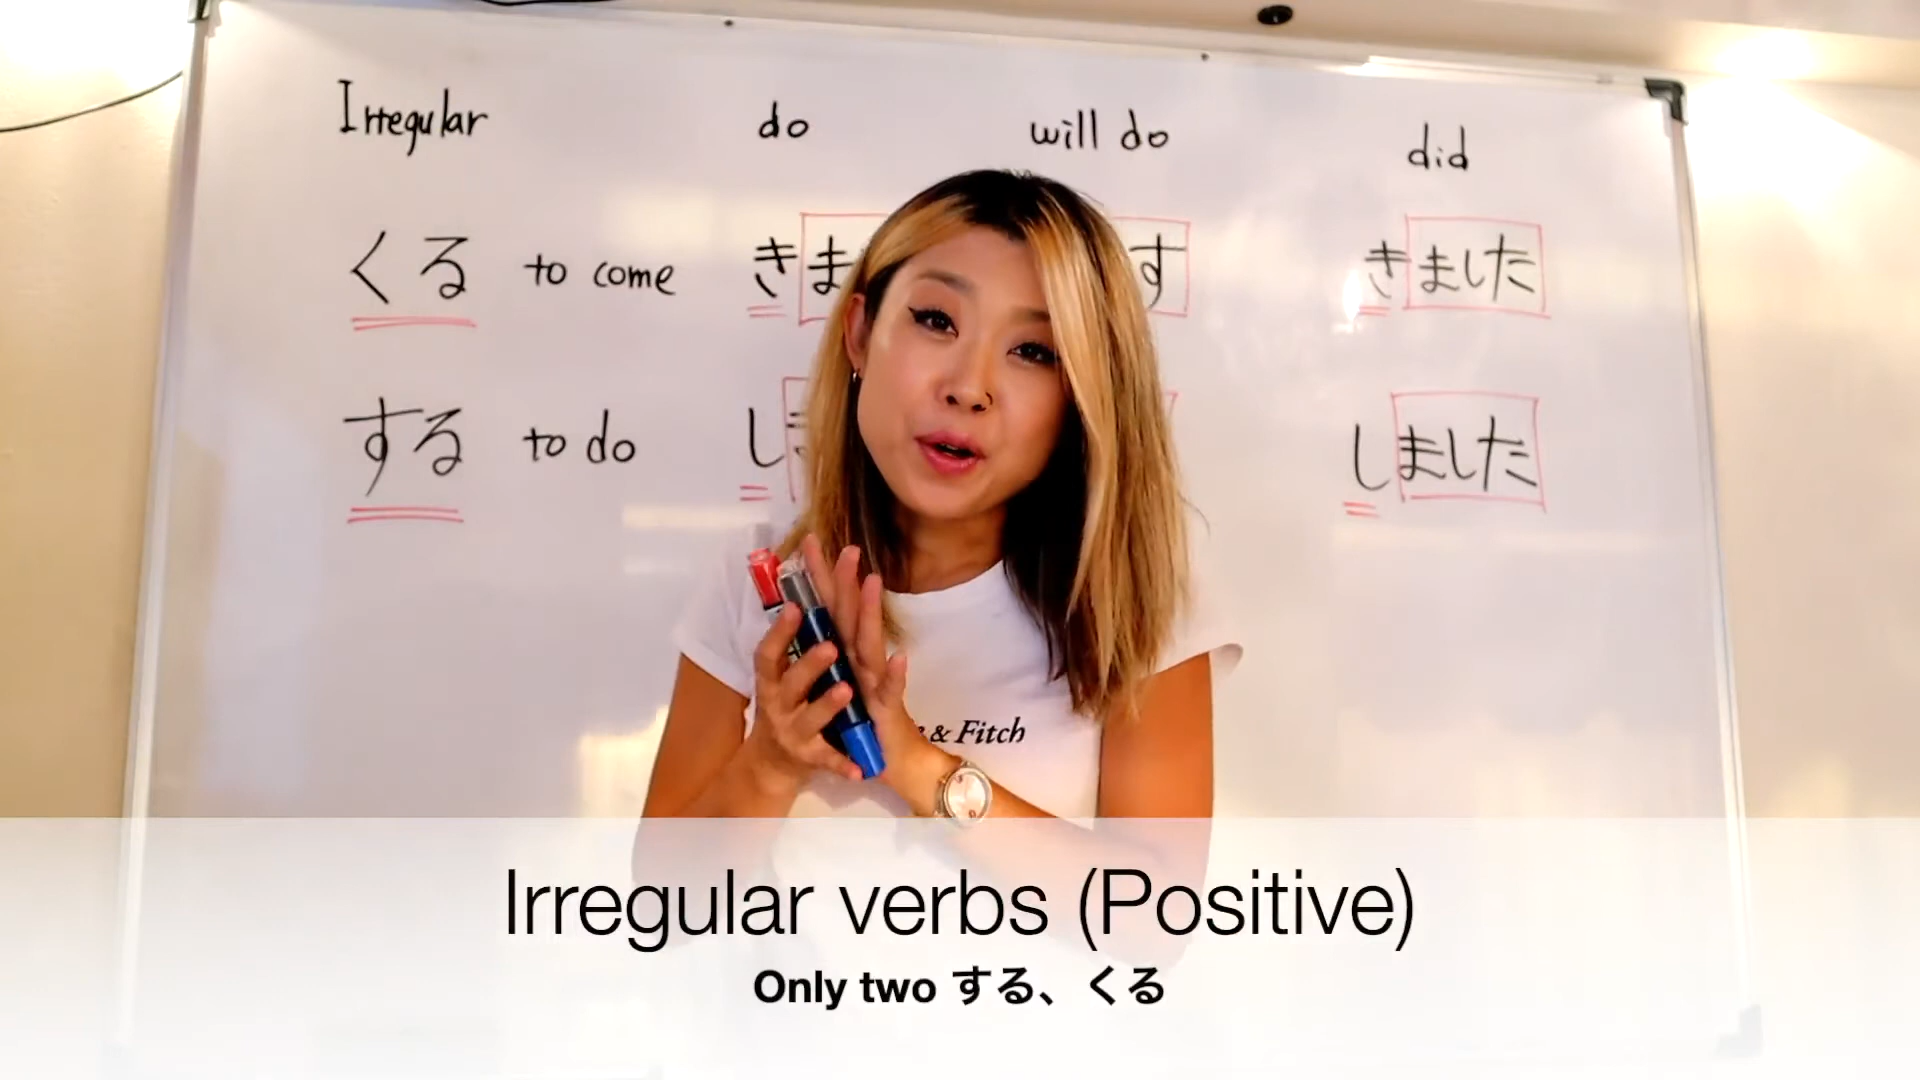 Irregular do will do did
くる to come きま す きました
する to do し しました
& Fitch
Irregular verbs (Positive)
Only two する、くる